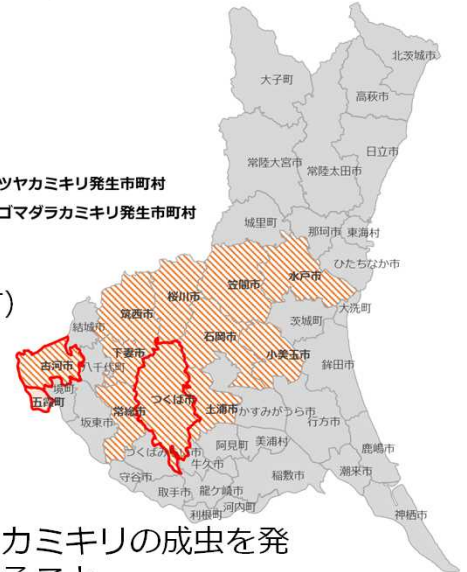 北茨城市
大子町
高萩市
日立市
常陸大宮市
常陸太田市
ツヤカミキリ発生市町村
ゴマダラカミキリ発生市町村
城里町
那珂市 東海村
笠間市 水戸市
ひたちなか市
桜川市
筑西市
大洗町
結城市
茨城町
石岡市
小美玉市
下妻市
古河市 八千代町
鉾田市
境町
五霞町
つくば市
常総市
土浦市 かすみがうら市
坂東市
行方市
つくばみらい市
阿見町 美浦村
牛久市
鹿嶋市
守谷市
稲敷市
潮来市
取手市 龍ケ崎市
利根町 河内町
神栖市
カミキリの成虫を発